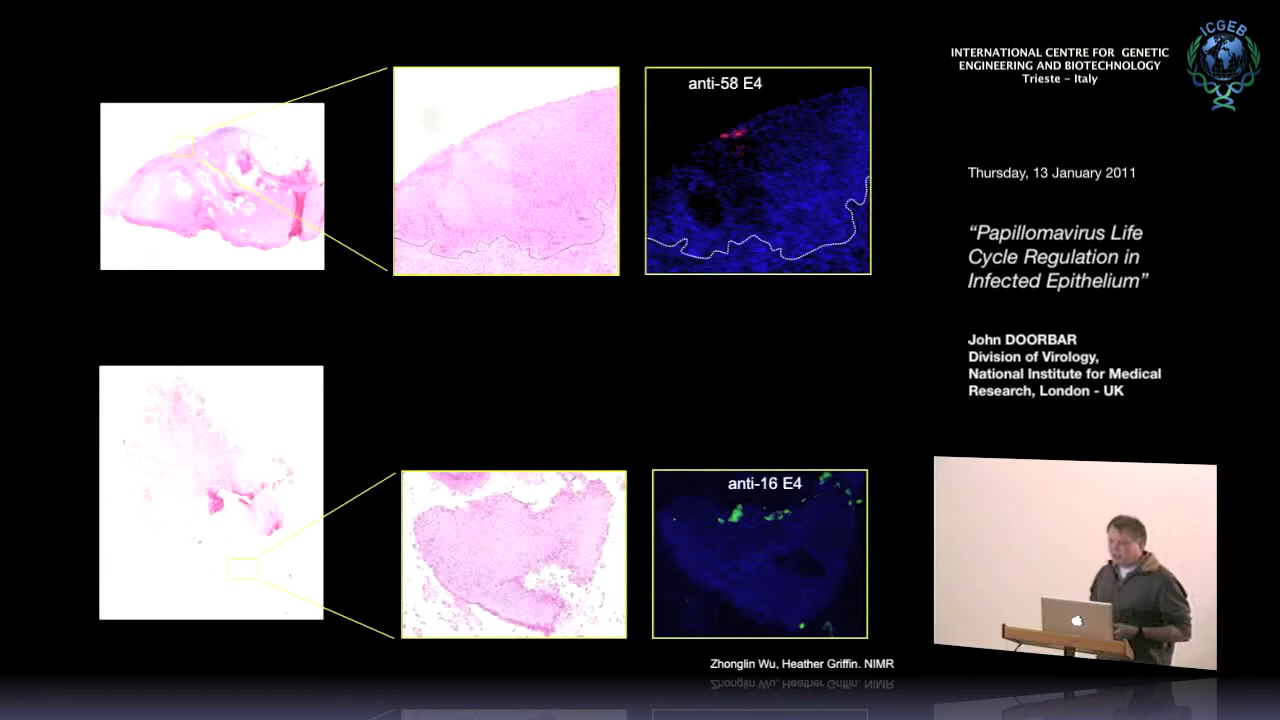 anti-58 E4
INTERNATIONAL CENTRE FOR GENETIC
ENGINEERING AND BIOTECHNOLOGY
Trieste – Italy
ICGEB
Thursday, 13 January 2011
“Papillomavirus Life
Cycle Regulation in
Infected Epithelium”
John DOORBAR
Division of Virology,
National Institute for Medical
Research, London - UK
anti-16 E4
Zhonglin Wu, Heather Griffin. NIMR